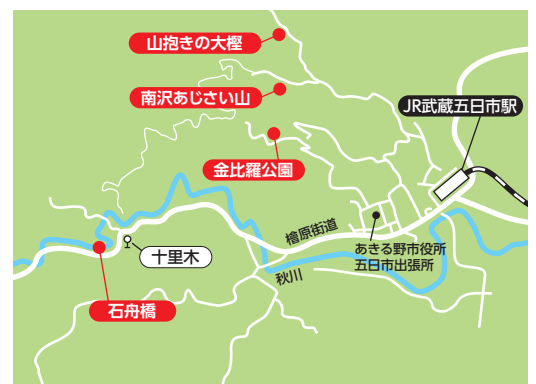 山抱きの大樫
南沢あじさい山
JR武蔵五日市駅
金比羅公園
檜原街道
あきる野市役所
五日市出張所
十里木
秋川
石舟橋